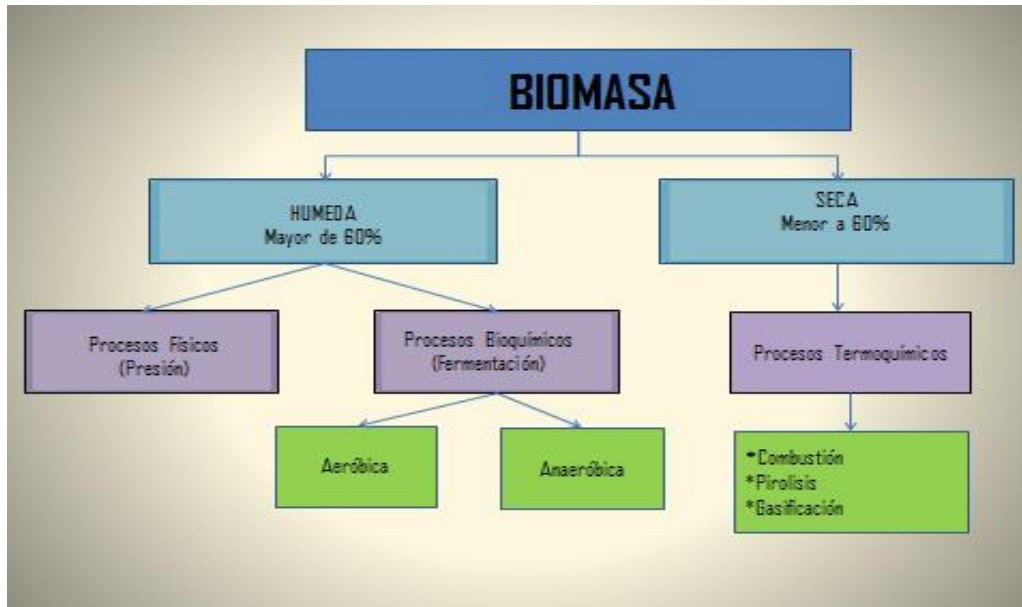 BIOMASA
HUMEDA
Mayor de 60%
SECA
Menor a 60%
Procesos Físicos
(Presión)
Procesos Bioquímicos
(Fermentación)
Procesos Termoquímicos
Aeróbica
Anaeróbica
*Combustión
*Pirolisis
*Gasificación